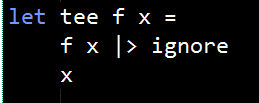 let tee f x =
    f x |> ignore
    x